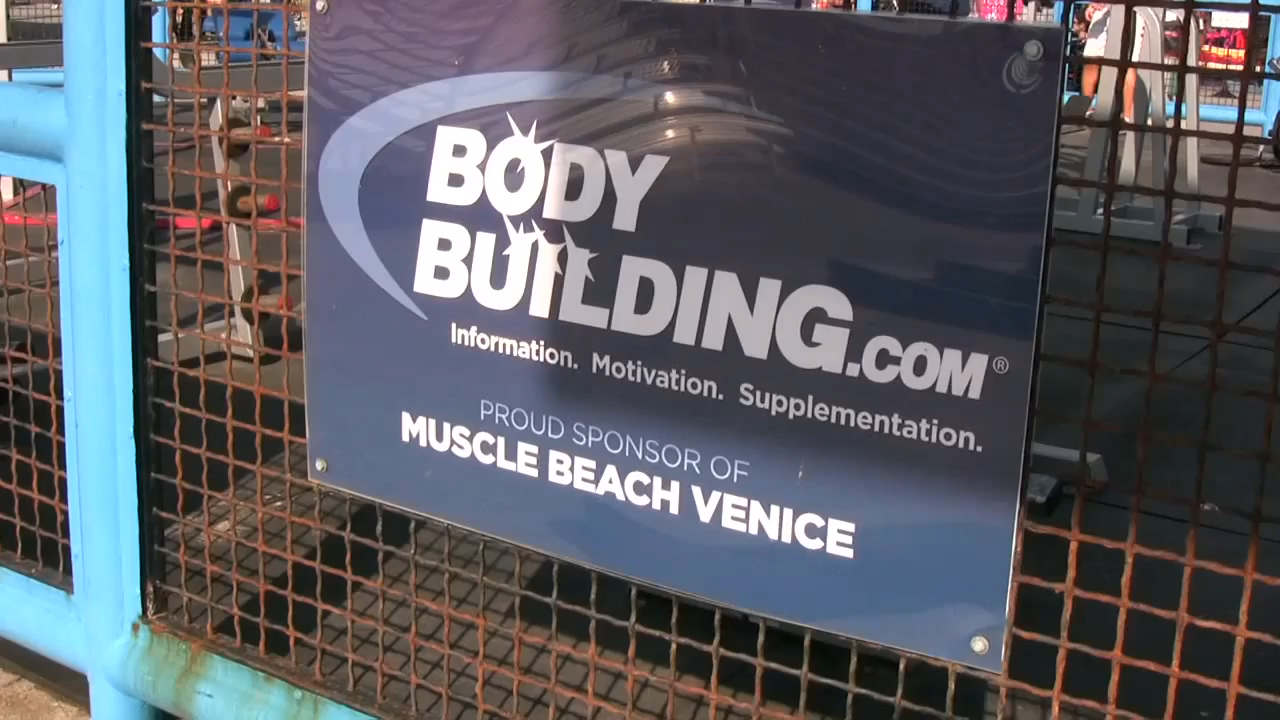 BODY
BUILDING.COM®
Information. Motivation. Supplementation.
PROUD SPONSOR OF
MUSCLE BEACH VENICE